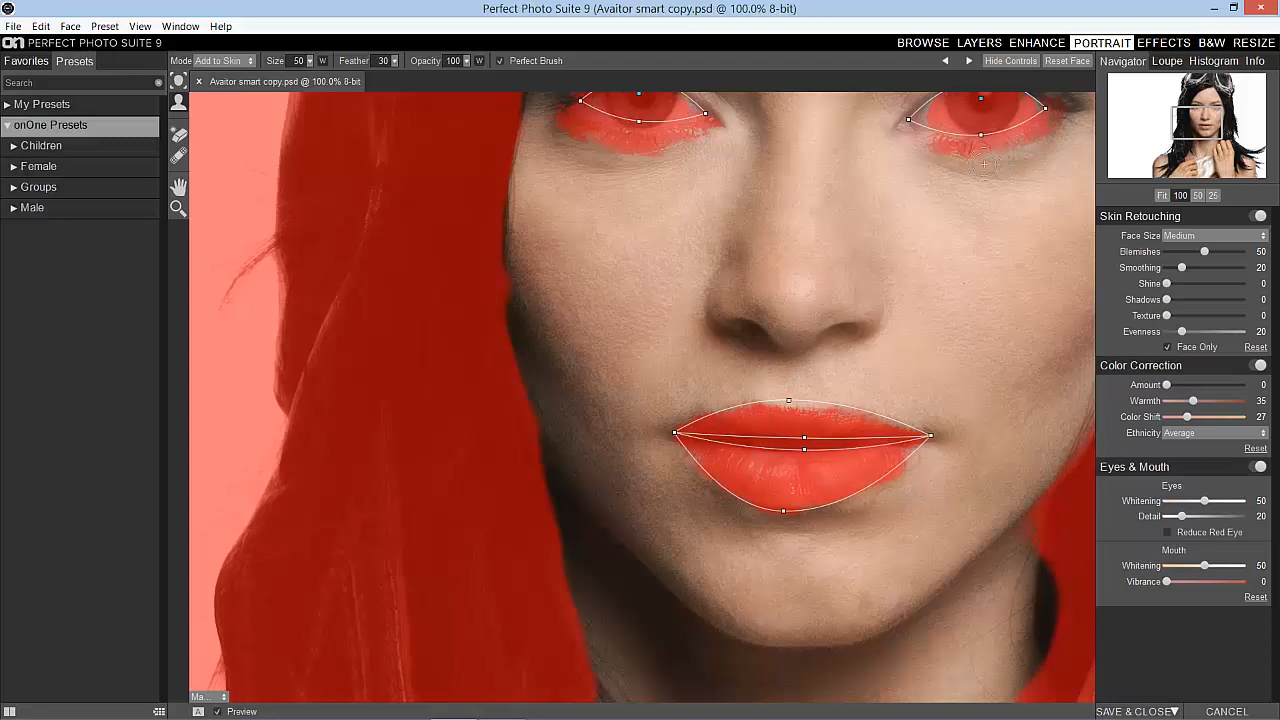 Perfect Photo Suite 9 (Avaitor smart copy.psd @ 100.0% 8-bit)
File Edit Face Preset View Window Help
on PERFECT PHOTO SUITE 9 BROWSE LAYERS ENHANCE PORTRAIT EFFECTS B&W RESIZE
Favorites Presets Mode Add to Skin Size 50 W Feather 30 Opacity 100 W Perfect Brush Hide Controls Reset Face Navigator Loupe Histogram Info
Search × Avaitor smart copy.psd @ 100.0% 8-bit
My Presets
onOne Presets
Children
Female
Groups
Male
Fit 100 50 25
Skin Retouching
Face Size Medium
Blemishes 50
Smoothing 20
Shine 0
Shadows 0
Texture 0
Evenness 20
Face Only Reset
Color Correction
Amount 0
Warmth 35
Color Shift 27
Ethnicity Average
Reset
Eyes & Mouth
Eyes
Whitening 50
Detail 20
Reduce Red Eye
Mouth
Whitening 50
Vibrance 0
Reset
Ma...
A Preview SAVE & CLOSE CANCEL